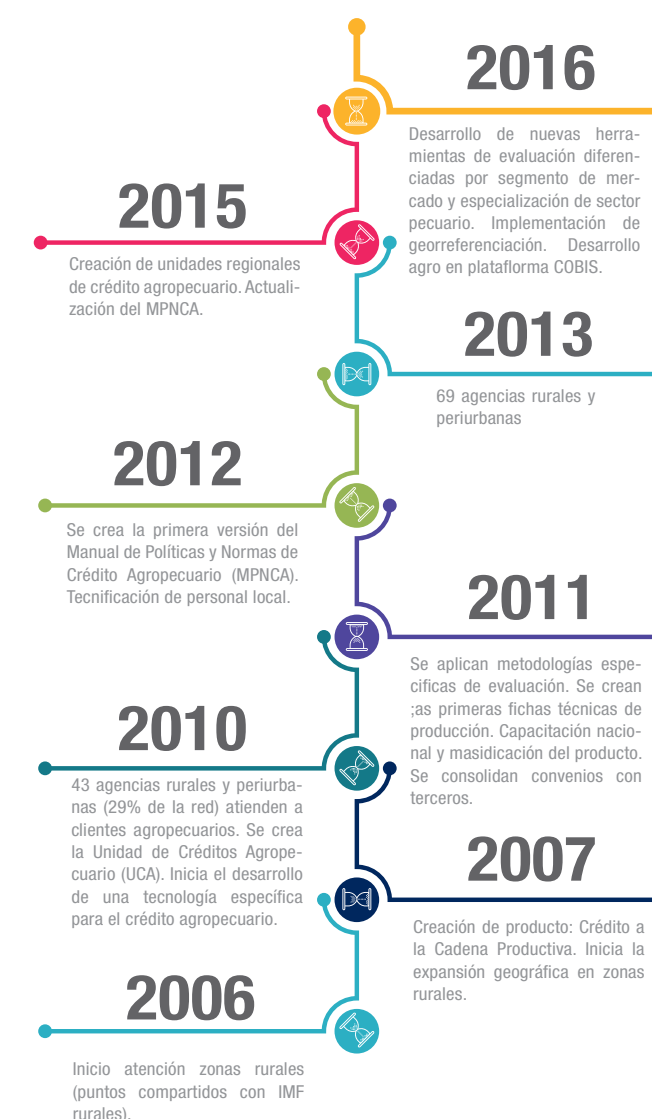 2016
Desarrollo de nuevas herra-
mientas de evaluación diferen-
ciadas por segmento de mer-
cado y especialización de sector
pecuario. Implementación de
georreferenciación. Desarrollo
agro en plataflorma COBIS.
2015
Creación de unidades regionales
de crédito agropecuario. Actuali-
zación del MPNCA.
2013
69 agencias rurales y
periurbanas
2012
Se crea la primera versión del
Manual de Políticas y Normas de
Crédito Agropecuario (MPNCA).
Tecnificación de personal local.
2011
Se aplican metodologías espe-
cificas de evaluación. Se crean
;as primeras fichas técnicas de
producción. Capacitación nacio-
nal y masidicación del producto.
Se consolidan convenios con
terceros.
2010
43 agencias rurales y periurba-
nas (29% de la red) atienden a
clientes agropecuarios. Se crea
la Unidad de Créditos Agrope-
cuario (UCA). Inicia el desarrollo
de una tecnología específica
para el crédito agropecuario.
2007
Creación de producto: Crédito a
la Cadena Productiva. Inicia la
expansión geográfica en zonas
rurales.
2006
Inicio atención zonas rurales
(puntos compartidos con IMF
rurales).